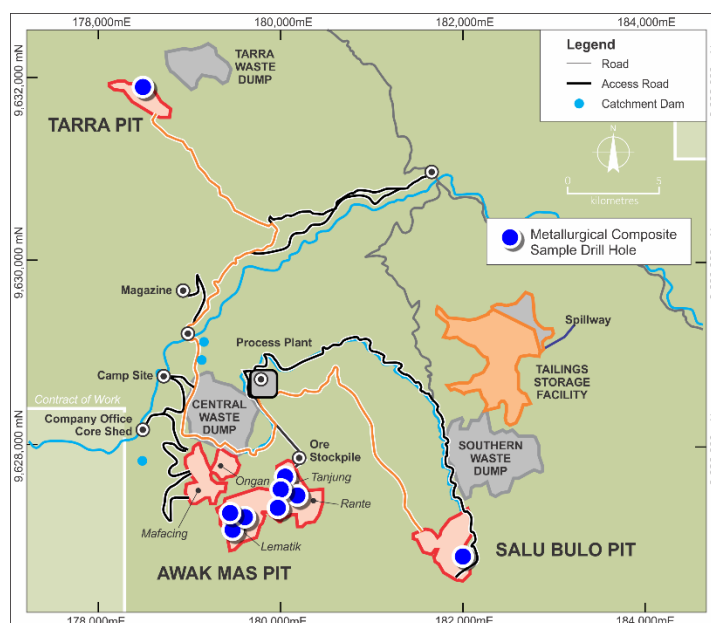 178,000mE
180,000mE
182,000mE
184,000mE
9,632,000 mN
9,630,000 mN
9,628,000 mN
TARRA
WASTE
DUMP
TARRA PIT
Legend
Road
Access Road
Catchment Dam
N
0
5
kilometres
Metallurgical Composite
Sample Drill Hole
Magazine
Spillway
Process Plant
TAILINGS
STORAGE
FACILITY
Camp Site
Contract of Work
CENTRAL
WASTE
DUMP
Company Office
Core Shed
SOUTHERN
WASTE
DUMP
Ore
Stockpile
Ongan
Tanjung
Rante
Mafacing
Lematik
AWAK MAS PIT
SALU BULO PIT
178,000mE
180,000mE
182,000mE
184,000mE